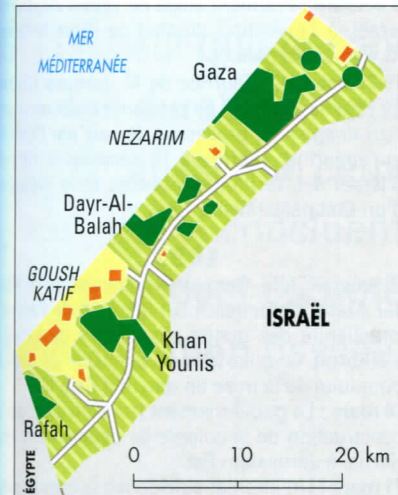 MER
MÉDITERRANÉE
Gaza
NEZARIM
Dayr-Al-
Balah
GOUSH
KATIF
ISRAËL
Khan
Younis
Rafah
ÉGYPTE
0 10 20 km